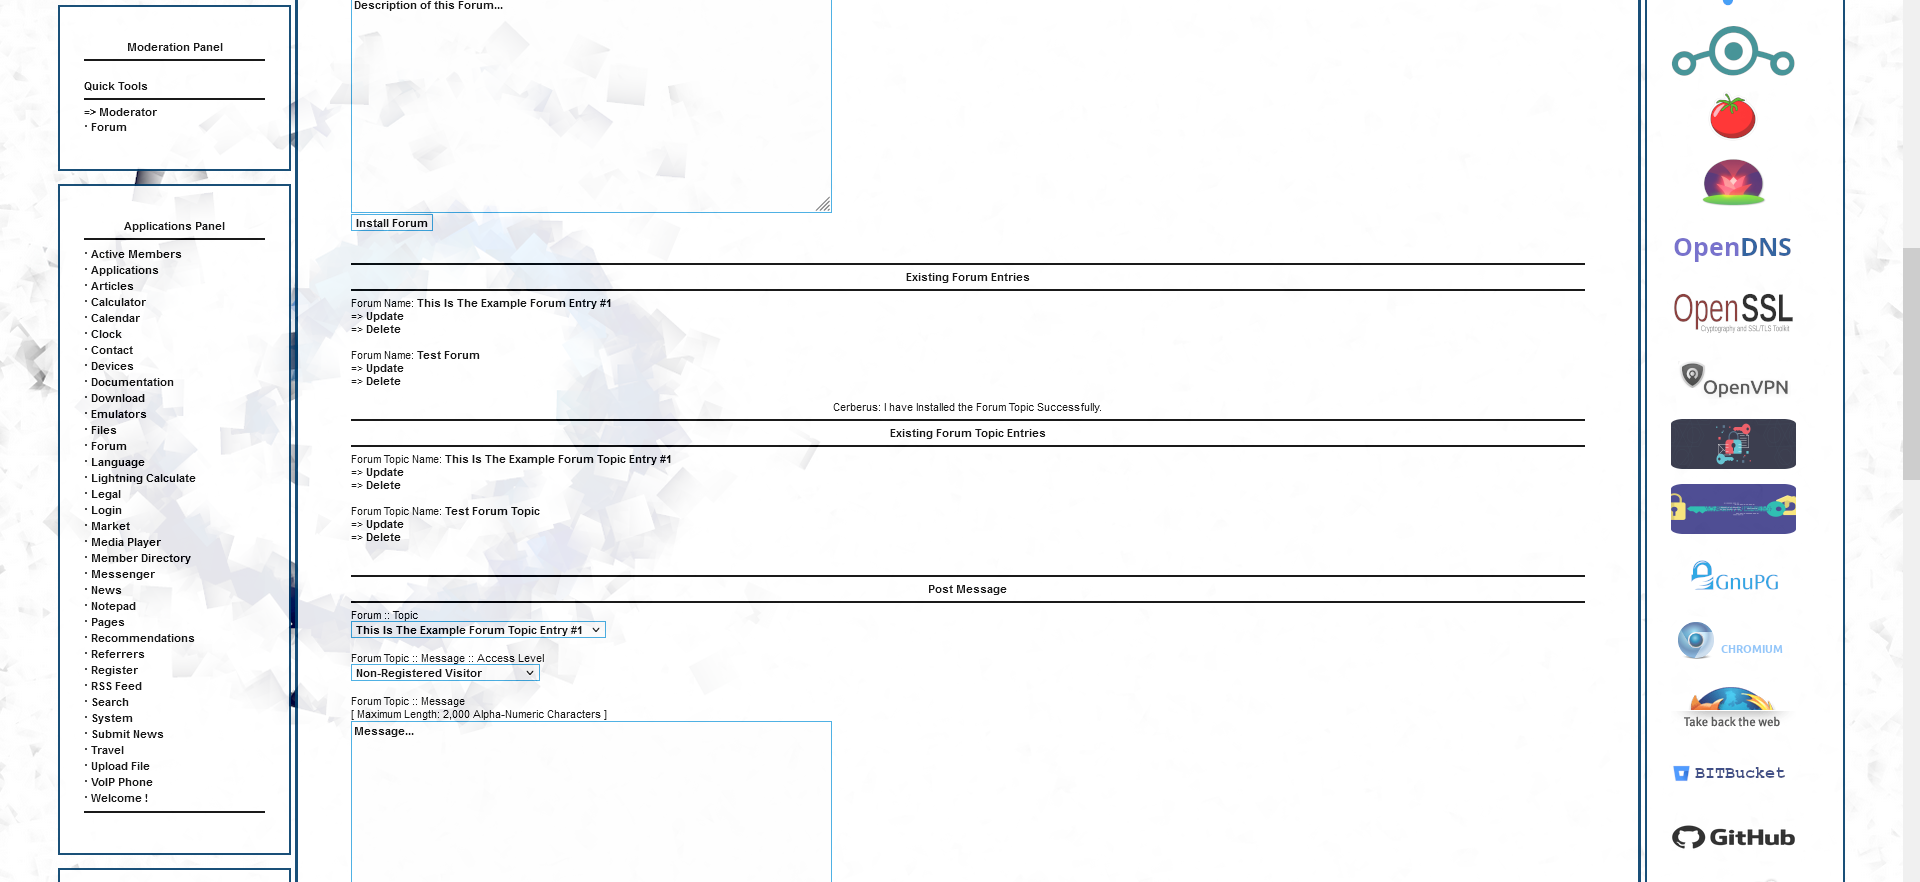 Moderation Panel
Quick Tools
=> Moderator
· Forum
Applications Panel
· Active Members
· Applications
· Articles
· Calculator
· Calendar
· Clock
· Contact
· Devices
· Documentation
· Download
· Emulators
· Files
· Forum
· Language
· Lightning Calculate
· Legal
· Login
· Market
· Media Player
· Member Directory
· Messenger
· News
· Notepad
· Pages
· Recommendations
· Referrers
· Register
· RSS Feed
· Search
· System
· Submit News
· Travel
· Upload File
· VoIP Phone
· Welcome !
Description of this Forum...
Install Forum
Existing Forum Entries
Forum Name: This Is The Example Forum Entry #1
=> Update
=> Delete
Forum Name: Test Forum
=> Update
=> Delete
Cerberus: I have Installed the Forum Topic Successfully.
Existing Forum Topic Entries
Forum Topic Name: This Is The Example Forum Topic Entry #1
=> Update
=> Delete
Forum Topic Name: Test Forum Topic
=> Update
=> Delete
Post Message
Forum :: Topic
This Is The Example Forum Topic Entry #1
Forum Topic :: Message :: Access Level
Non-Registered Visitor
Forum Topic :: Message
[ Maximum Length: 2,000 Alpha-Numeric Characters ]
Message...
OpenDNS
OpenSSL
Cryptography and SSL/TLS Toolkit
OpenVPN
GnuPG
CHROMIUM
Take back the web
BITBucket
GitHub